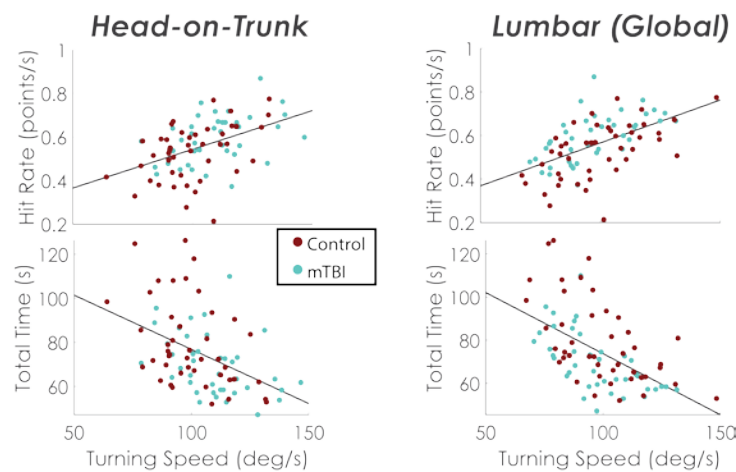 Head-on-Trunk
Lumbar (Global)
Hit Rate (points/s)
1
0.8
0.6
0.4
0.2
Hit Rate (points/s)
1
0.8
0.6
0.4
0.2
Control
mTBI
Total Time (s)
120
100
80
60
50
100
150
Turning Speed (deg/s)
Total Time (s)
120
100
80
60
50
100
150
Turning Speed (deg/s)